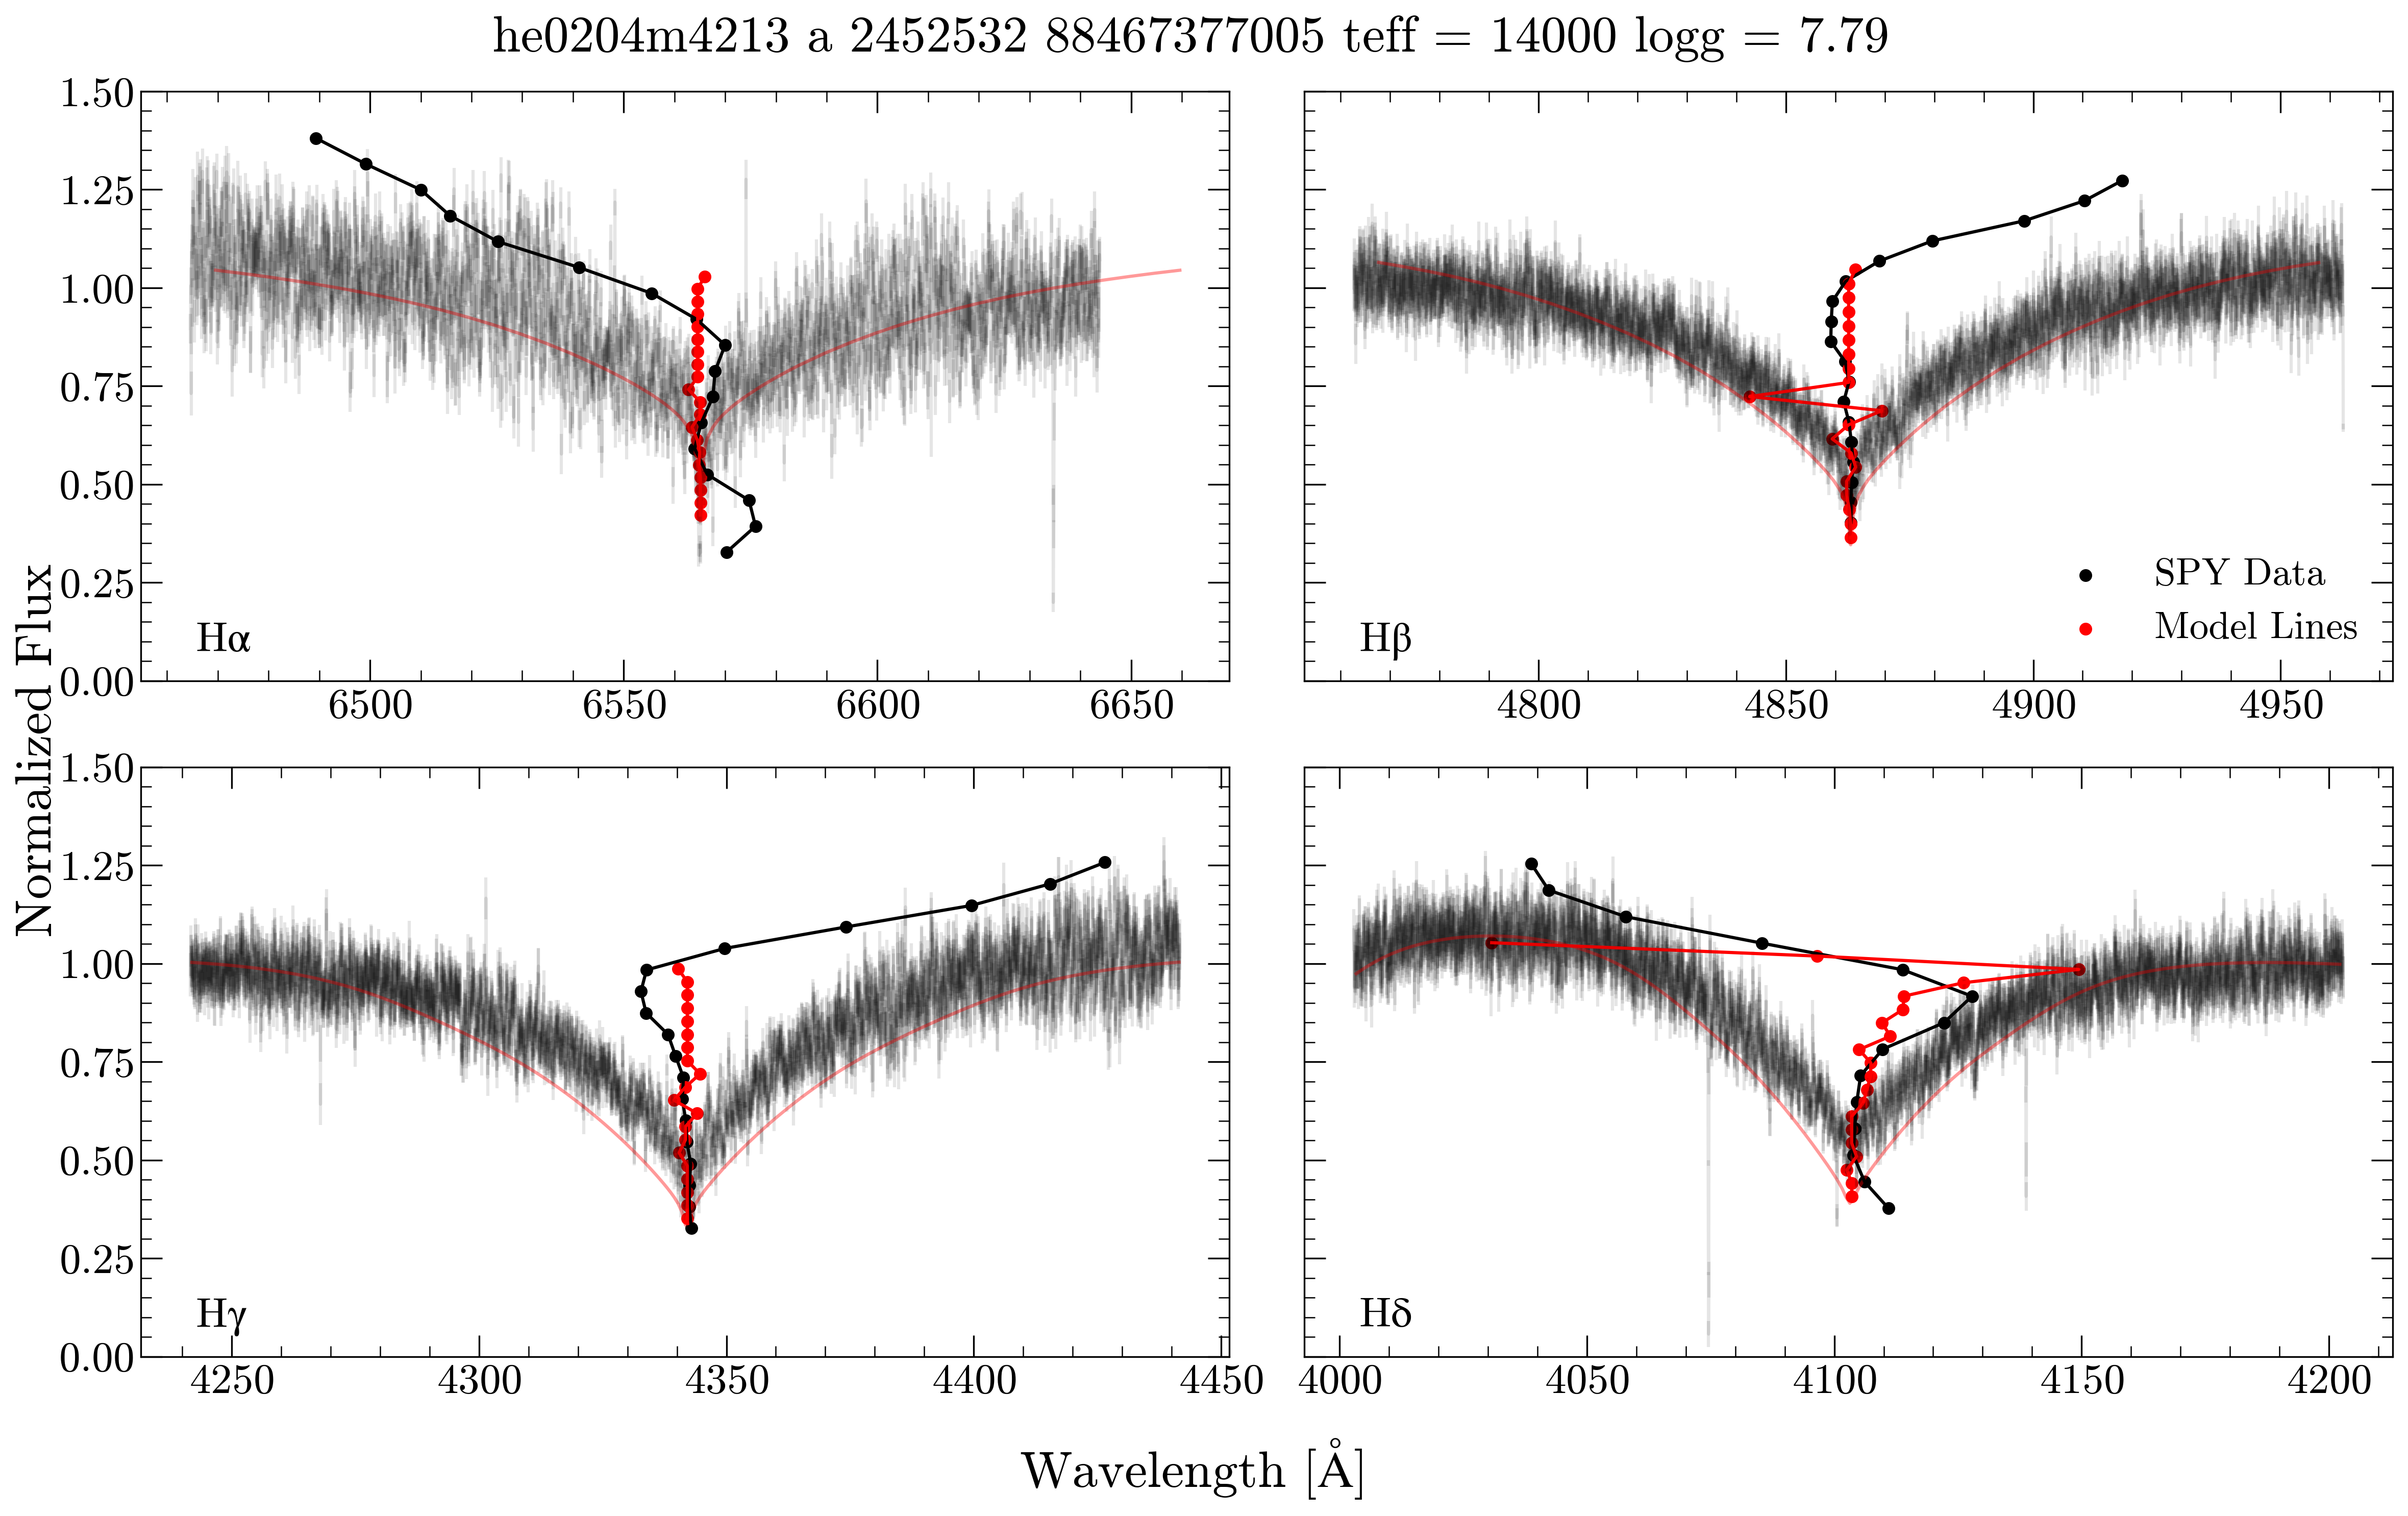 he0204m4213 a 2452532 88467377005 teff = 14000 logg = 7.79
Normalized Flux
1.50
1.25
1.00
0.75
0.50
0.25
0.00
Hα
6500 6550 6600 6650
Hβ
SPY Data
Model Lines
4800 4850 4900 4950
1.50
1.25
1.00
0.75
0.50
0.25
0.00
Hγ
4250 4300 4350 4400 4450
Hδ
4000 4050 4100 4150 4200
Wavelength [Å]